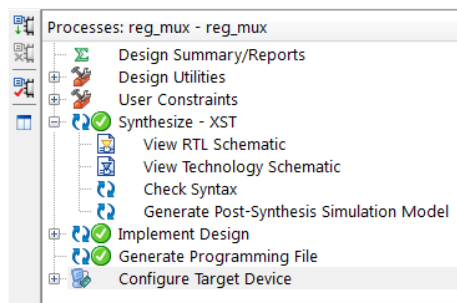 Processes: reg_mux - reg_mux
Design Summary/Reports
Design Utilities
User Constraints
Synthesize - XST
View RTL Schematic
View Technology Schematic
Check Syntax
Generate Post-Synthesis Simulation Model
Implement Design
Generate Programming File
Configure Target Device